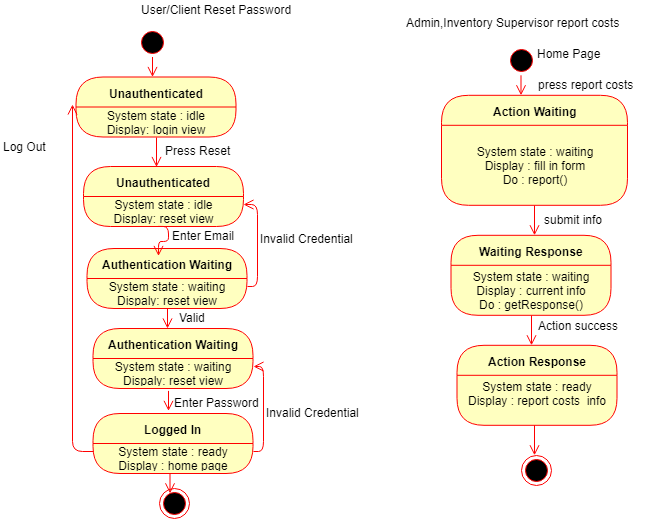 User/Client Reset Password
Unauthenticated
System state : idle
Display: login view
Log Out
Press Reset
Unauthenticated
System state : idle
Display: reset view
Enter Email
Invalid Credential
Authentication Waiting
System state : waiting
Dispaly: reset view
Valid
Authentication Waiting
System state : waiting
Dispaly: reset view
Enter Password
Invalid Credential
Logged In
System state : ready
Display : home page
Admin,Inventory Supervisor report costs
Home Page
press report costs
Action Waiting
System state : waiting
Display : fill in form
Do : report()
submit info
Waiting Response
System state : waiting
Display : current info
Do : getResponse()
Action success
Action Response
System state : ready
Display : report costs info